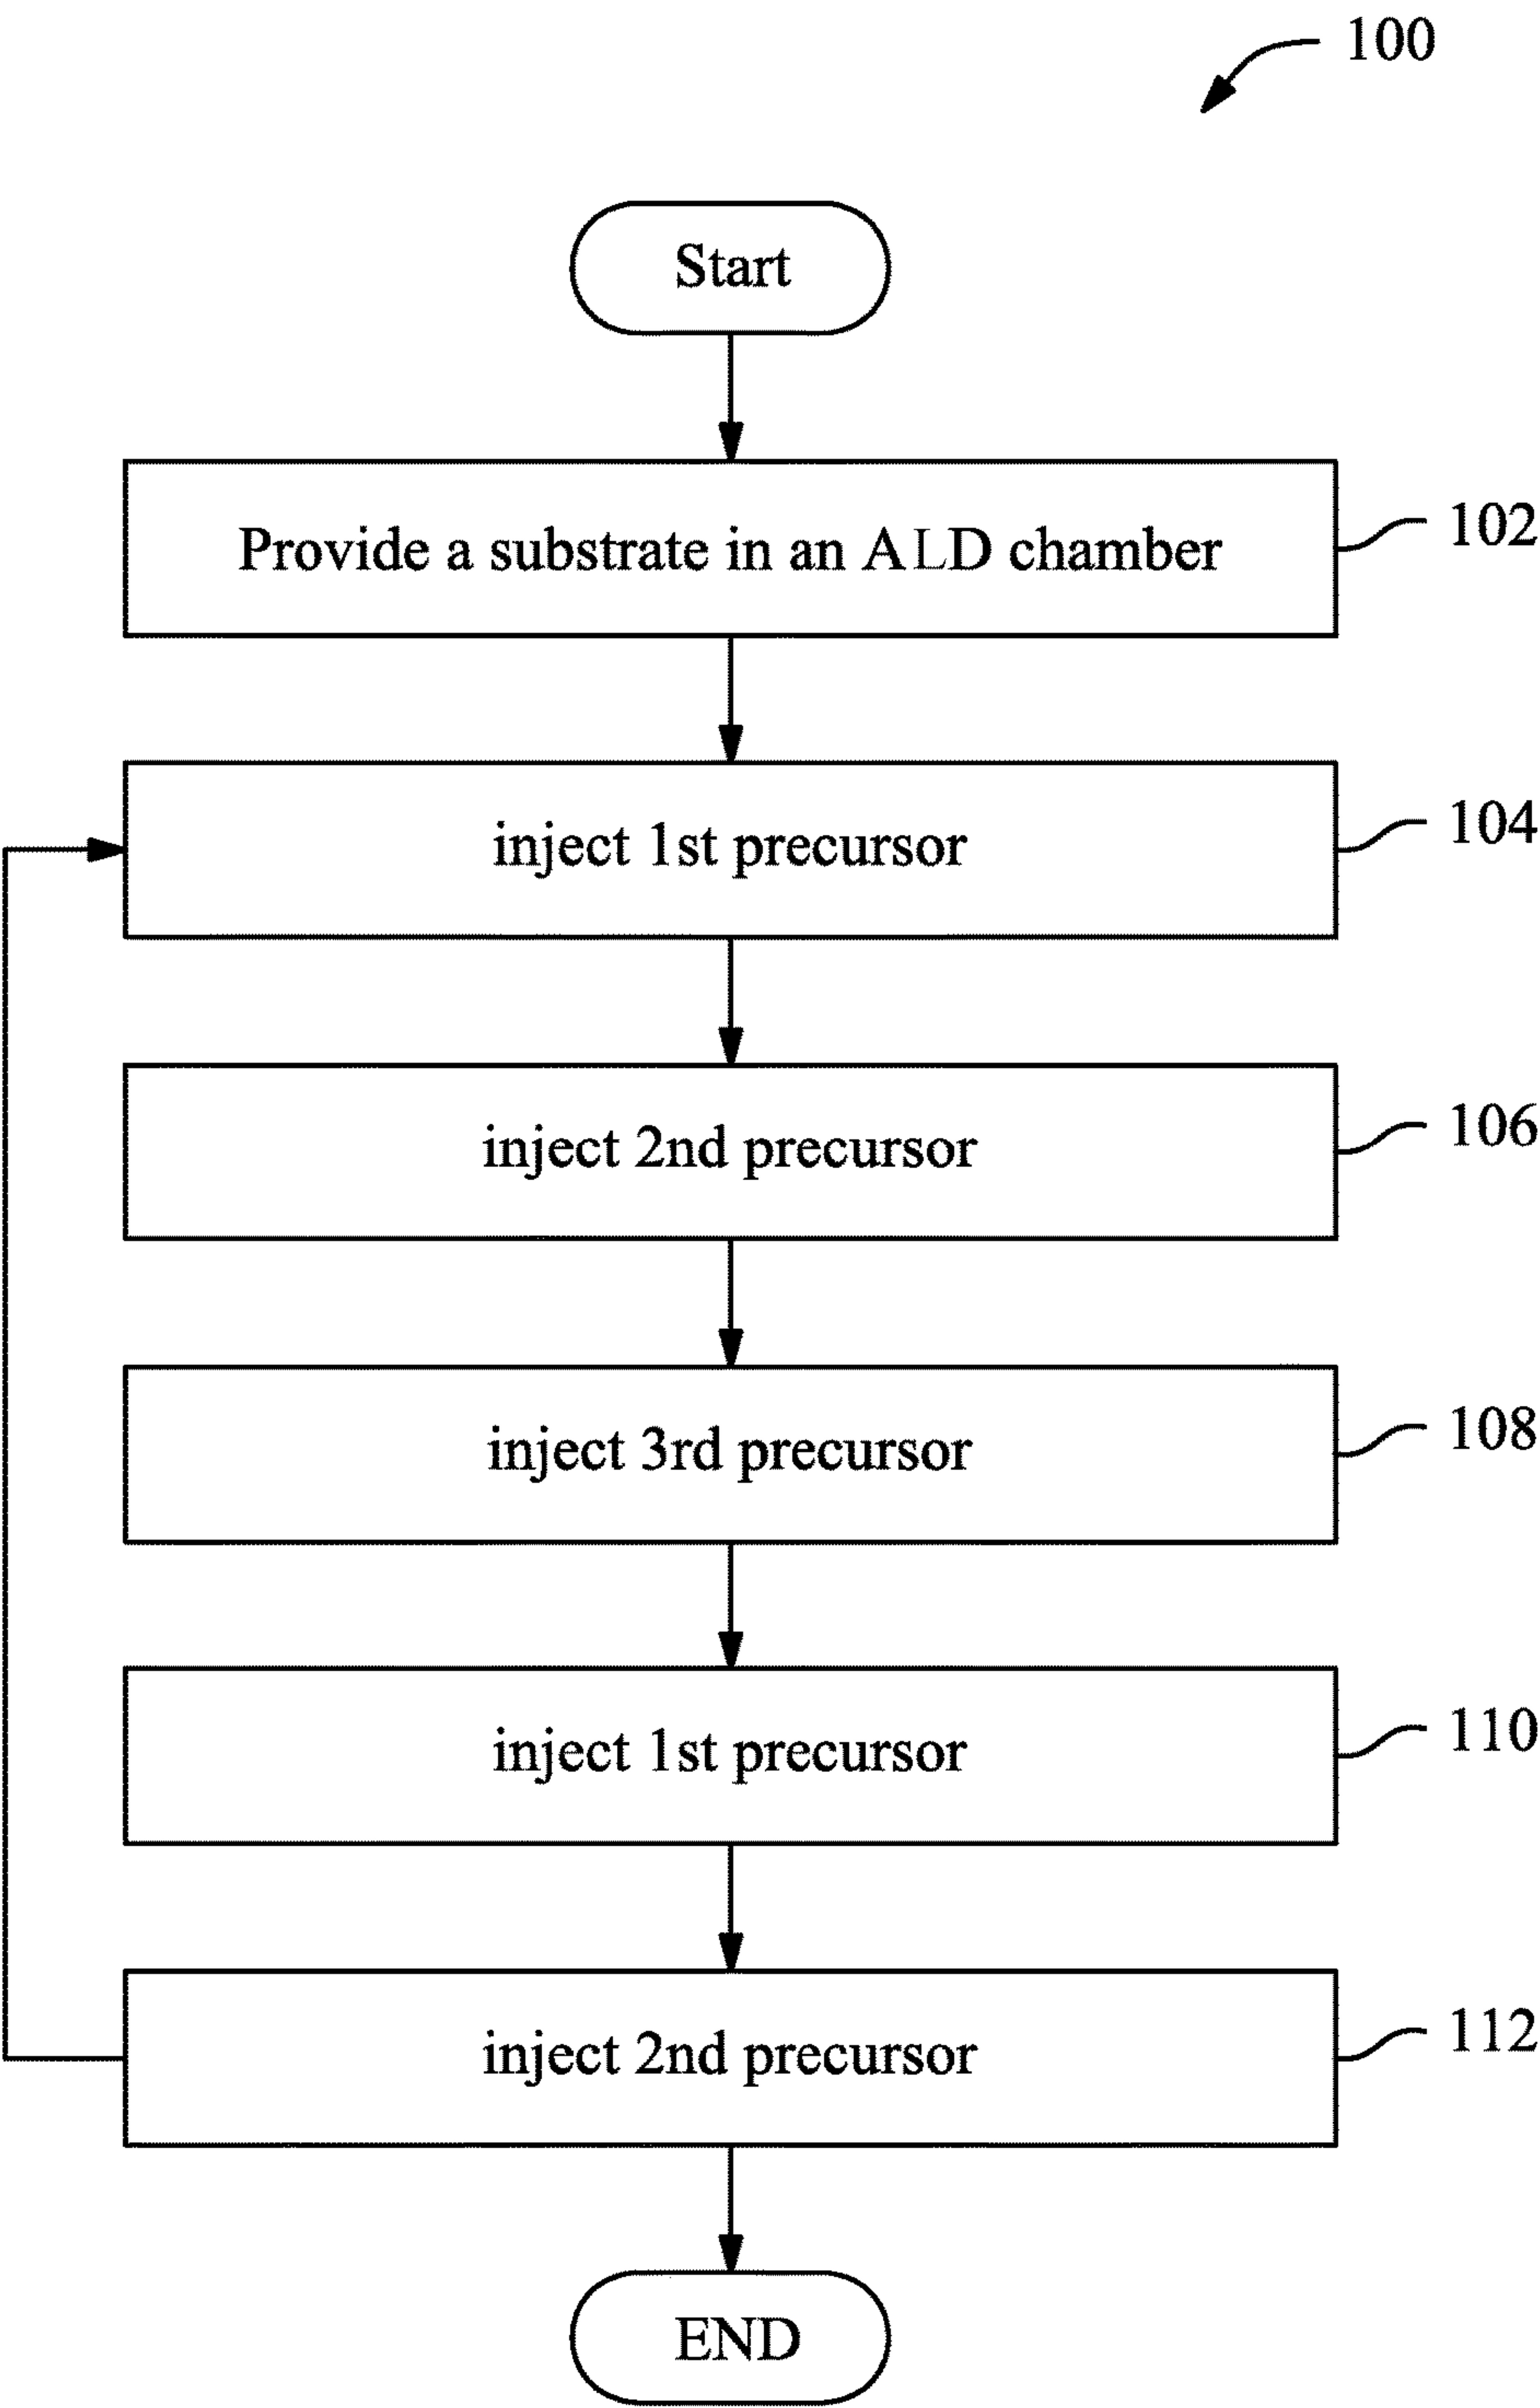 100
Start
Provide a substrate in an ALD chamber
102
inject 1st precursor
104
inject 2nd precursor
106
inject 3rd precursor
108
inject 1st precursor
110
inject 2nd precursor
112
END